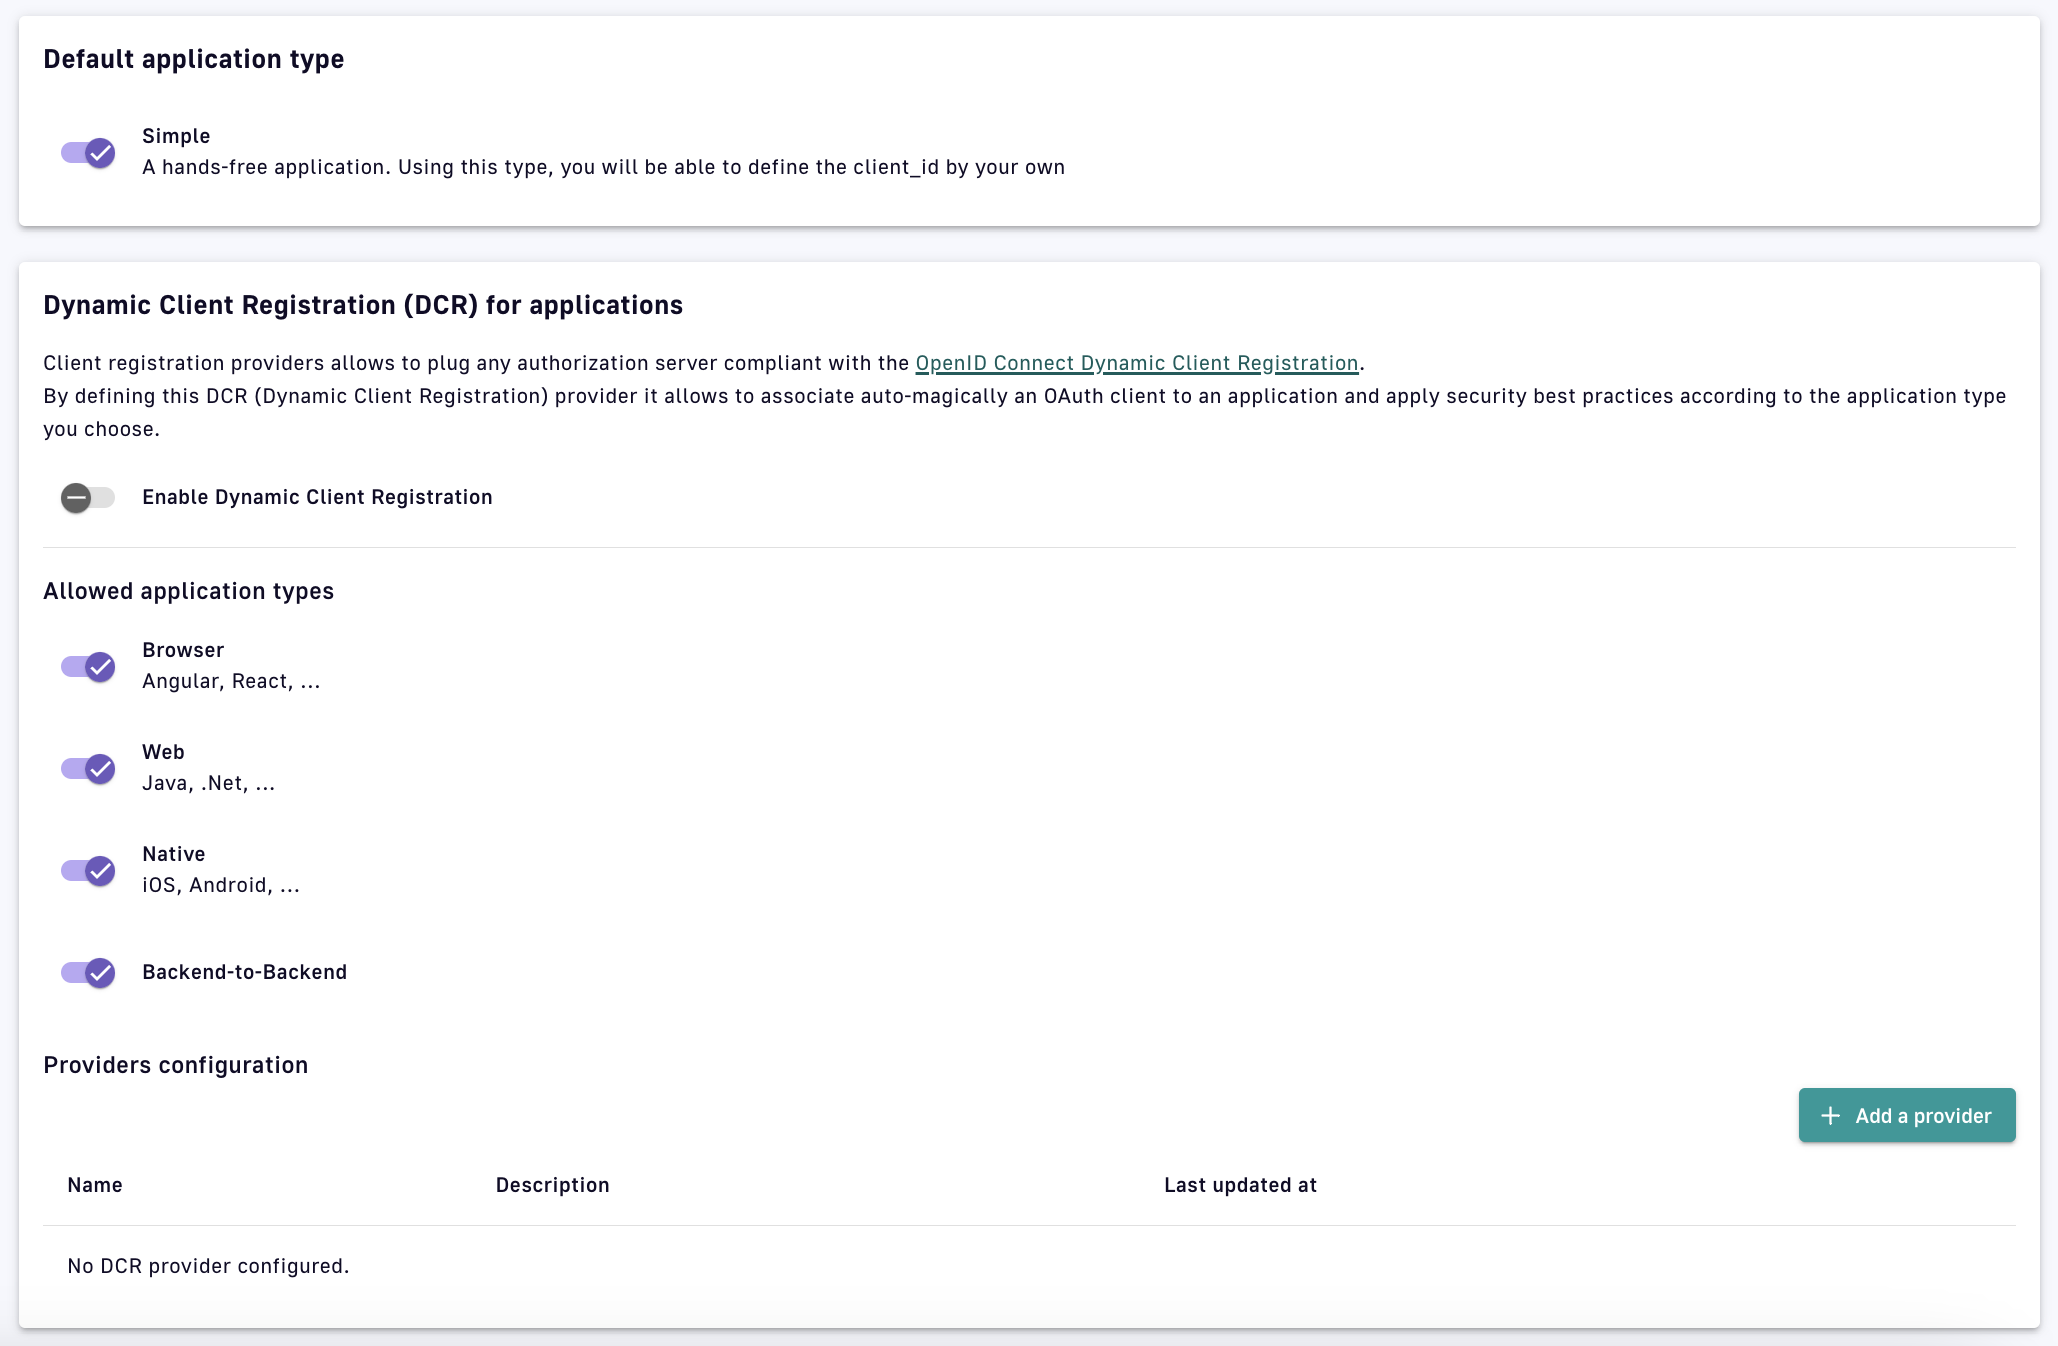 Default application type
Simple
A hands-free application. Using this type, you will be able to define the client_id by your own
Dynamic Client Registration (DCR) for applications
Client registration providers allows to plug any authorization server compliant with the OpenID Connect Dynamic Client Registration.
By defining this DCR (Dynamic Client Registration) provider it allows to associate auto-magically an OAuth client to an application and apply security best practices according to the application type
you choose.
Enable Dynamic Client Registration
Allowed application types
Browser
Angular, React, ...
Web
Java, .Net, ...
Native
iOS, Android, ...
Backend-to-Backend
Providers configuration
Add a provider
Name Description Last updated at
No DCR provider configured.